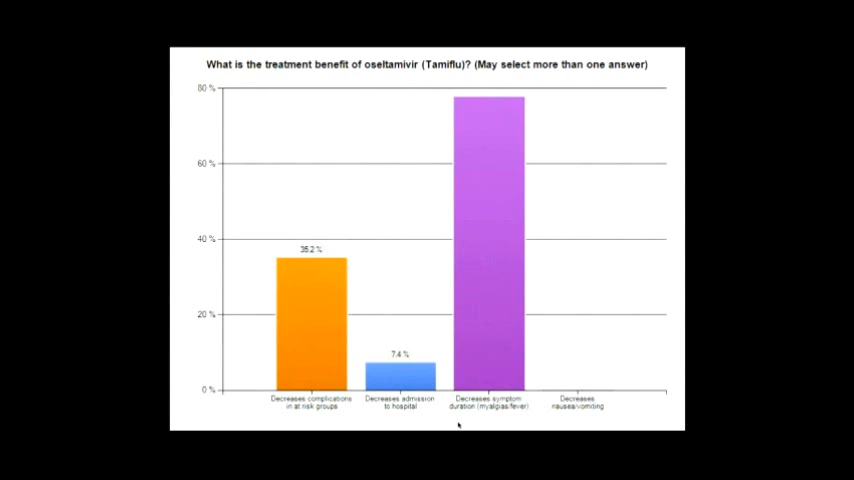 What is the treatment benefit of oseltamivir (Tamiflu)? (May select more than one answer)
80 %
60 %
40 %
20 %
0 %
35.2 %
7.4 %
Decreases complications
in at risk groups
Decreases admission
to hospital
Decreases symptom
duration (myalgias/fever)
Decreases
nausea/vomiting